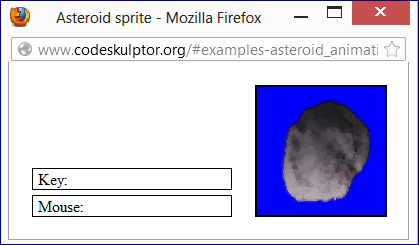 Asteroid sprite - Mozilla Firefox
www.codeskulptor.org/#examples-asteroid_animati
Key:
Mouse: